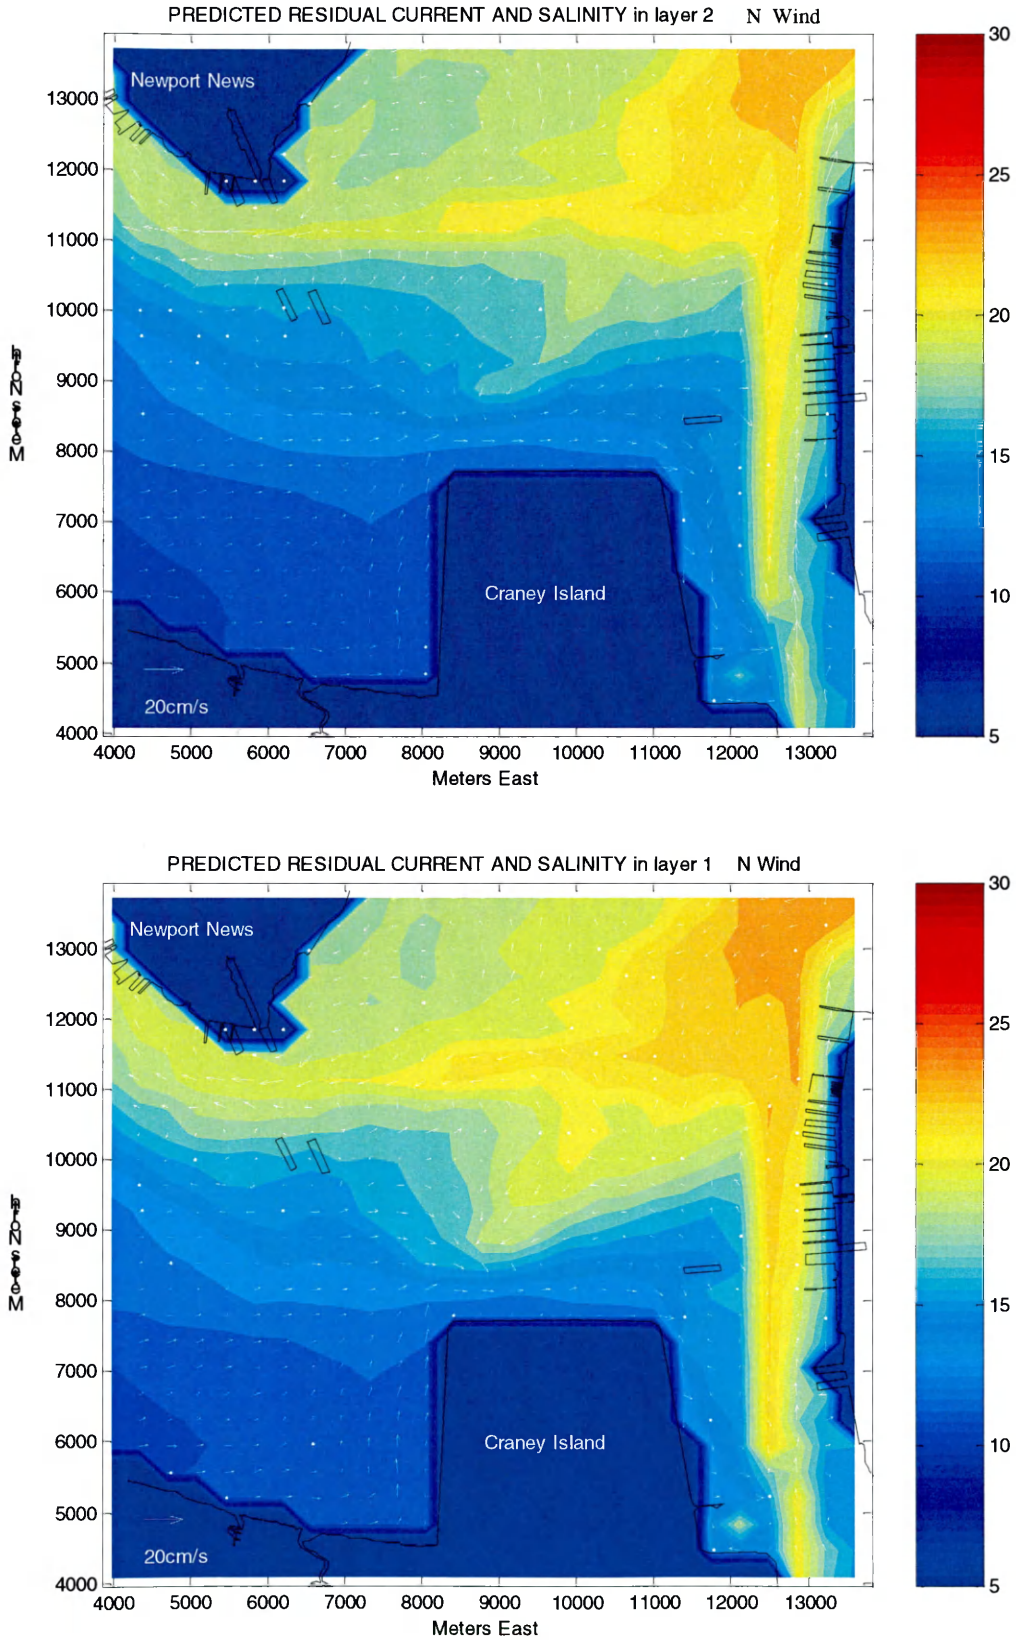 PREDICTED RESIDUAL CURRENT AND SALINITY in layer 2 N Wind
Newport News
Craney Island
20cm/s
13000
12000
11000
10000
9000
8000
7000
6000
5000
4000
Meters North
4000 5000 6000 7000 8000 9000 10000 11000 12000 13000
Meters East
30
25
20
15
10
5
PREDICTED RESIDUAL CURRENT AND SALINITY in layer 1 N Wind
Newport News
Craney Island
20cm/s
13000
12000
11000
10000
9000
8000
7000
6000
5000
4000
Meters North
4000 5000 6000 7000 8000 9000 10000 11000 12000 13000
Meters East
30
25
20
15
10
5